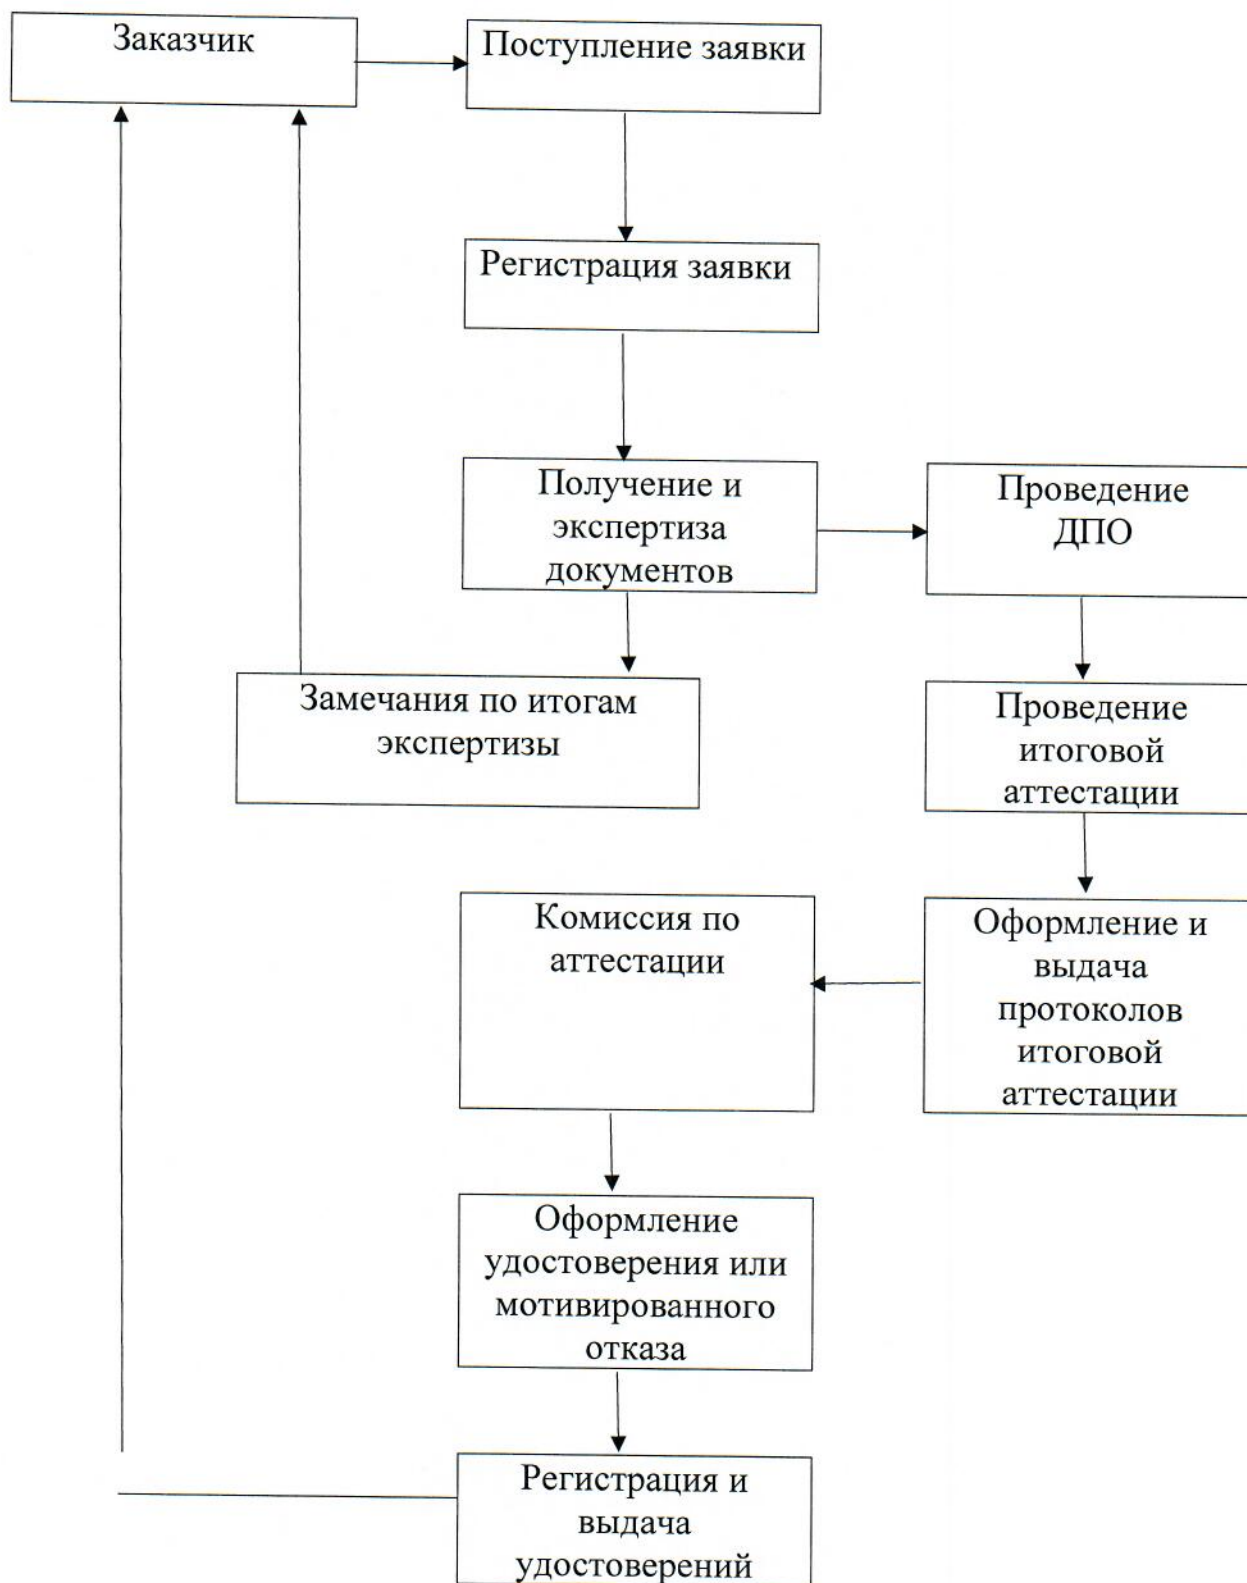 Заказчик
Поступление заявки
Регистрация заявки
Получение и
экспертиза
документов
Проведение
ДПО
Замечания по итогам
экспертизы
Проведение
итоговой
аттестации
Комиссия по
аттестации
Оформление и
выдача
протоколов
итоговой
аттестации
Оформление
удостоверения или
мотивированного
отказа
Регистрация и
выдача
удостоверений